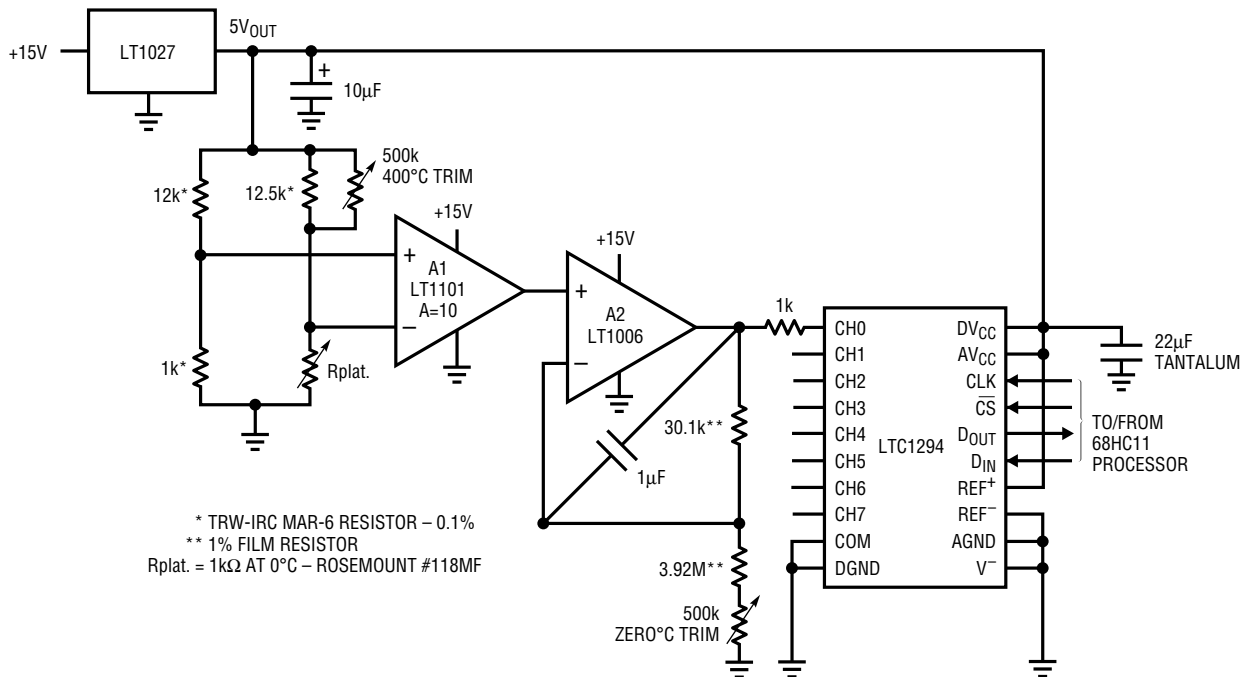 5VOUT
+15V
LT1027
+
10µF
500k
400°C TRIM
12k*
12.5k*
+15V
+15V
+
A1
LT1101
A=10
−
+
A2
LT1006
−
1k
1k*
Rplat.
30.1k**
1µF
CH0
CH1
CH2
CH3
CH4
CH5
CH6
CH7
COM
DGND
LTC1294
DVCC
AVCC
CLK
C̅S̅
DOUT
DIN
REF+
REF−
AGND
V−
22µF
TANTALUM
TO/FROM
68HC11
PROCESSOR
* TRW-IRC MAR-6 RESISTOR – 0.1%
** 1% FILM RESISTOR
Rplat. = 1kΩ AT 0°C – ROSEMOUNT #118MF
3.92M**
500k
ZERO°C TRIM